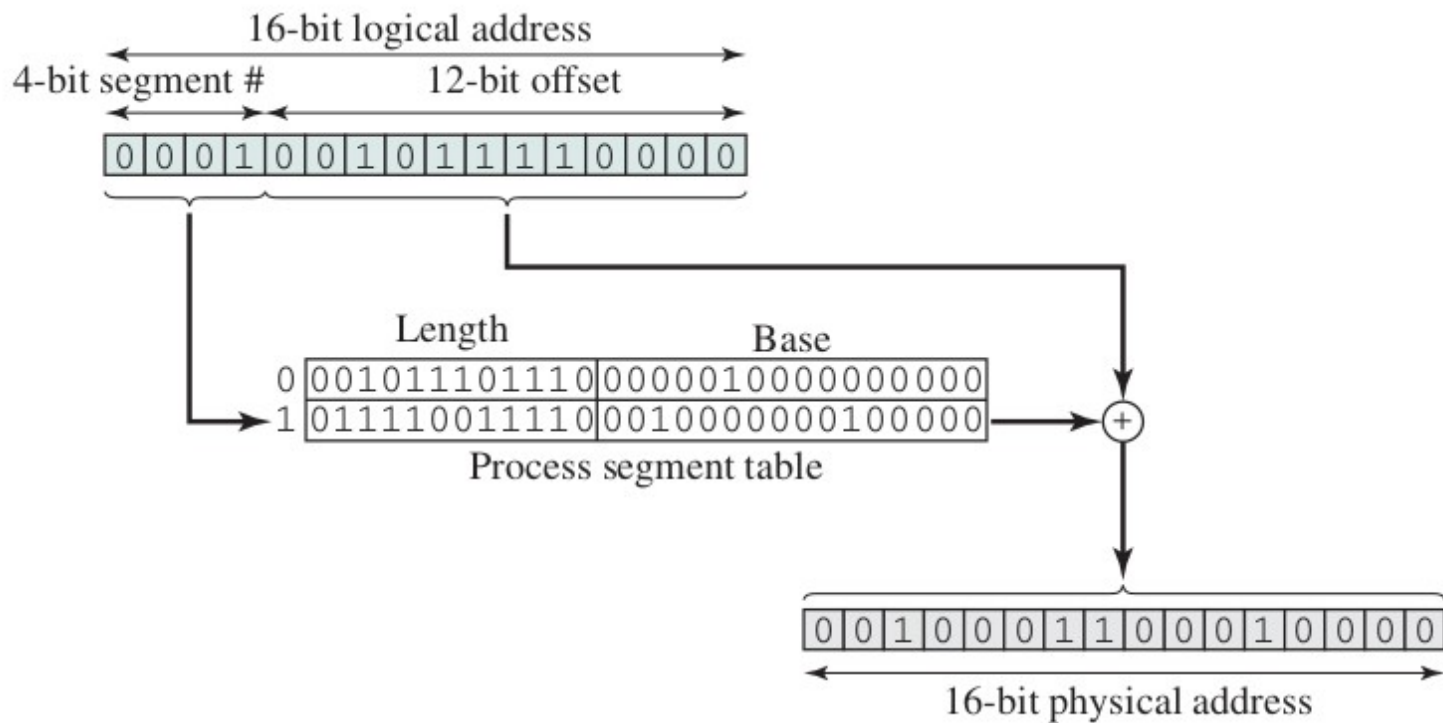 16-bit logical address
4-bit segment # 12-bit offset
0 0 0 1 0 0 1 0 1 1 1 1 0 0 0 0
Length Base
0 001011101110 0000010000000000
1 011110011110 0010000000100000
Process segment table
+
0 0 1 0 0 0 1 1 0 0 0 1 0 0 0 0
16-bit physical address